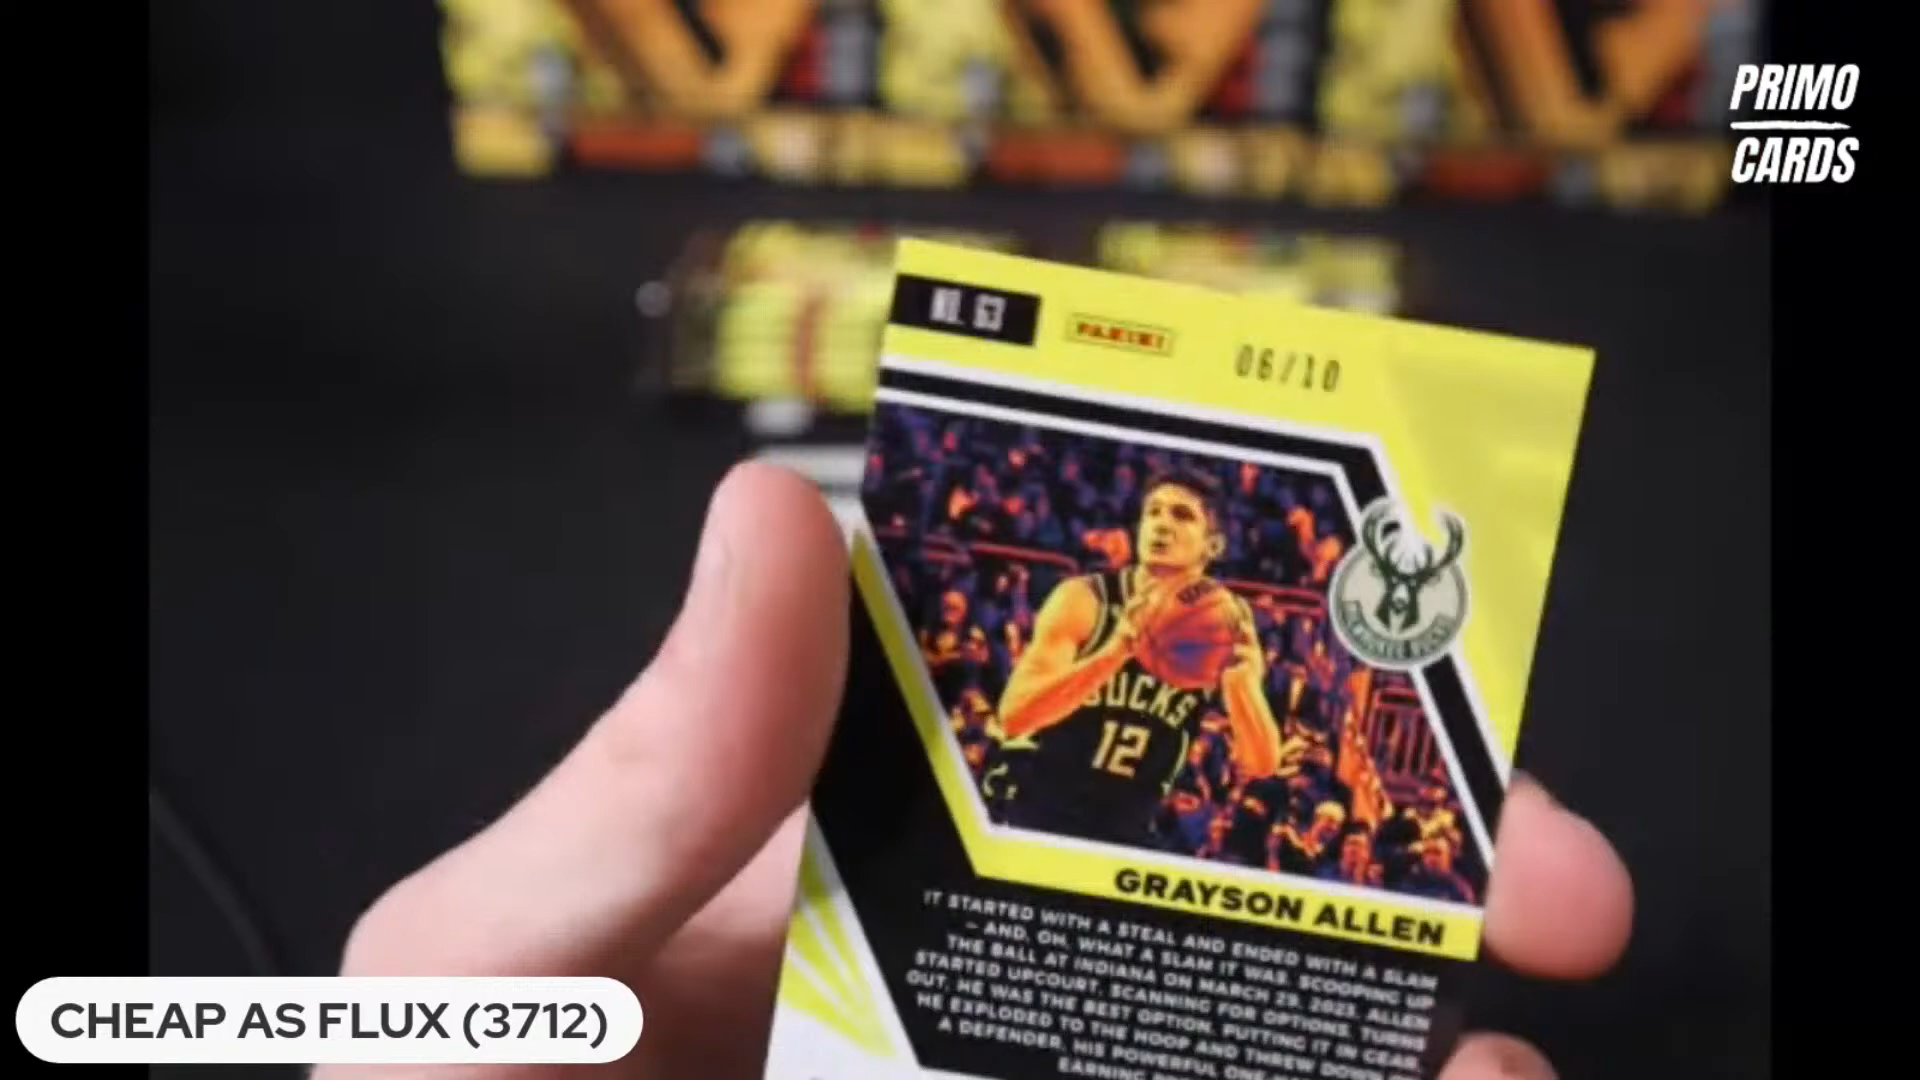 PRIMO
CARDS
NO. 63
PANINI
06/10
BUCKS
12
GRAYSON ALLEN
IT STARTED WITH A STEAL AND ENDED WITH A SLAM
– AND, OH, WHAT A SLAM IT WAS. SCOOPING UP
THE BALL AT INDIANA ON MARCH 29, 2023, ALLEN
STARTED UPCOURT, SCANNING FOR OPTIONS. TURNS
OUT, HE WAS THE BEST OPTION. PUTTING IT IN GEAR,
HE EXPLODED TO THE HOOP AND THREW DOWN
A DEFENDER. HIS POWERFUL ONE-
EARNING
CHEAP AS FLUX (3712)